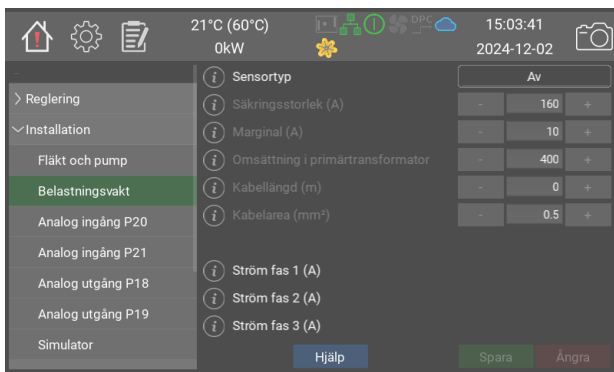 21°C (60°C)
0kW
DPC
15:03:41
2024-12-02
Reglering
Installation
Fläkt och pump
Belastningsvakt
Analog ingång P20
Analog ingång P21
Analog utgång P18
Analog utgång P19
Simulator
Sensortyp
Av
Säkringsstorlek (A)
- 160 +
Marginal (A)
- 10 +
Omsättning i primärtransformator
- 400 +
Kabellängd (m)
- 0 +
Kabelarea (mm²)
- 0.5 +
Ström fas 1 (A)
Ström fas 2 (A)
Ström fas 3 (A)
Hjälp
Spara
Ångra